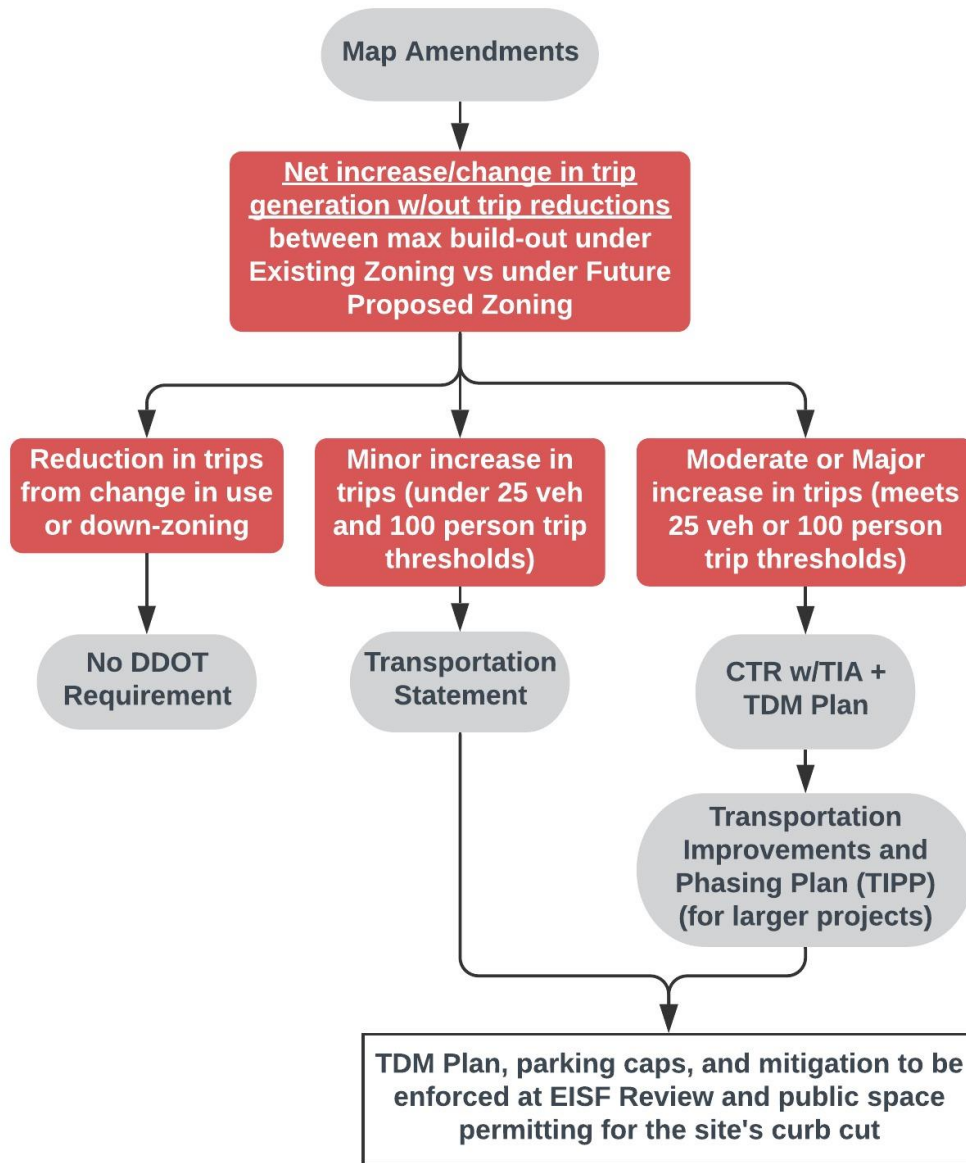 Map Amendments
Net increase/change in trip
generation w/out trip reductions
between max build-out under
Existing Zoning vs under Future
Proposed Zoning
Reduction in trips
from change in use
or down-zoning
Minor increase in
trips (under 25 veh
and 100 person trip
thresholds)
Moderate or Major
increase in trips (meets
25 veh or 100 person
trip thresholds)
No DDOT
Requirement
Transportation
Statement
CTR w/TIA +
TDM Plan
Transportation
Improvements and
Phasing Plan (TIPP)
(for larger projects)
TDM Plan, parking caps, and mitigation to be
enforced at EISF Review and public space
permitting for the site's curb cut